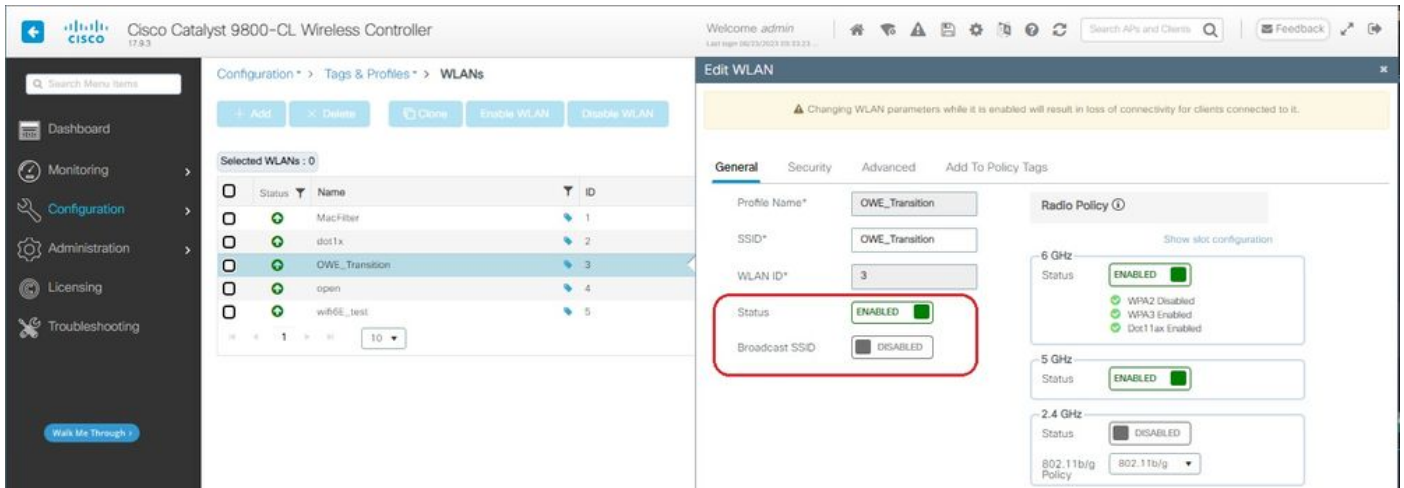 CISCO
Cisco Catalyst 9800-CL Wireless Controller
17.9.3
Welcome admin
Search APs and Clients
Feedback
Search Menu Items
Dashboard
Monitoring
Configuration
Administration
Licensing
Troubleshooting
Walk Me Through ›
Configuration > Tags & Profiles > WLANs
+ Add
× Delete
Clone
Enable WLAN
Disable WLAN
Selected WLANs : 0
Status Name ID
MacFilter 1
dot1x 2
OWE_Transition 3
open 4
wifi6E_test 5
1 10
Edit WLAN
Changing WLAN parameters while it is enabled will result in loss of connectivity for clients connected to it.
General Security Advanced Add To Policy Tags
Profile Name* OWE_Transition
SSID* OWE_Transition
WLAN ID* 3
Status ENABLED
Broadcast SSID DISABLED
Radio Policy
Show slot configuration
6 GHz
Status ENABLED
WPA2 Disabled
WPA3 Enabled
Dot11ax Enabled
5 GHz
Status ENABLED
2.4 GHz
Status DISABLED
802.11b/g Policy 802.11b/g